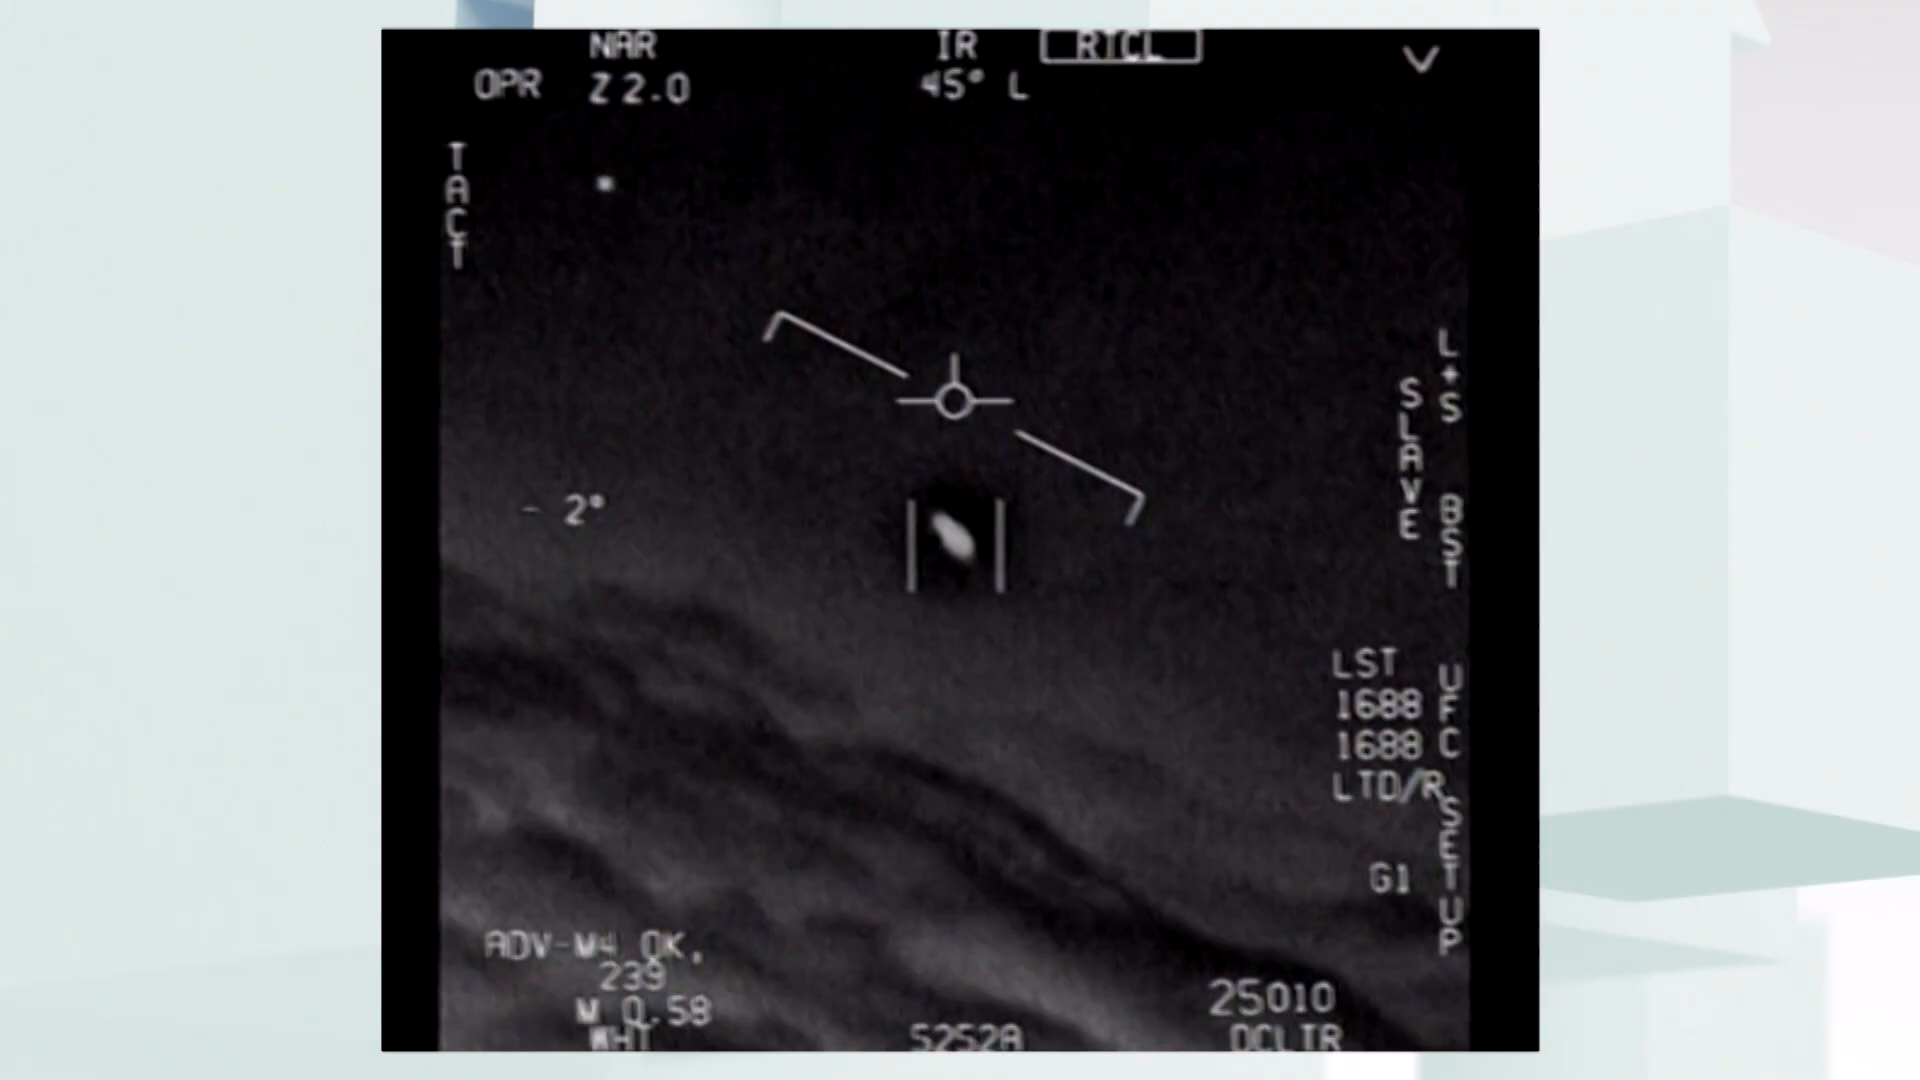 NAR IR RTCL
OPR Z 2.0 45° L
TACT
- 2°
L+S
SLAVE
BST
LST
1688
1688
LTD/R
UFC
G1
SETUP
ADV-M4 OK,
239
M 0.58
WHT
5252A
25010
OCLIR